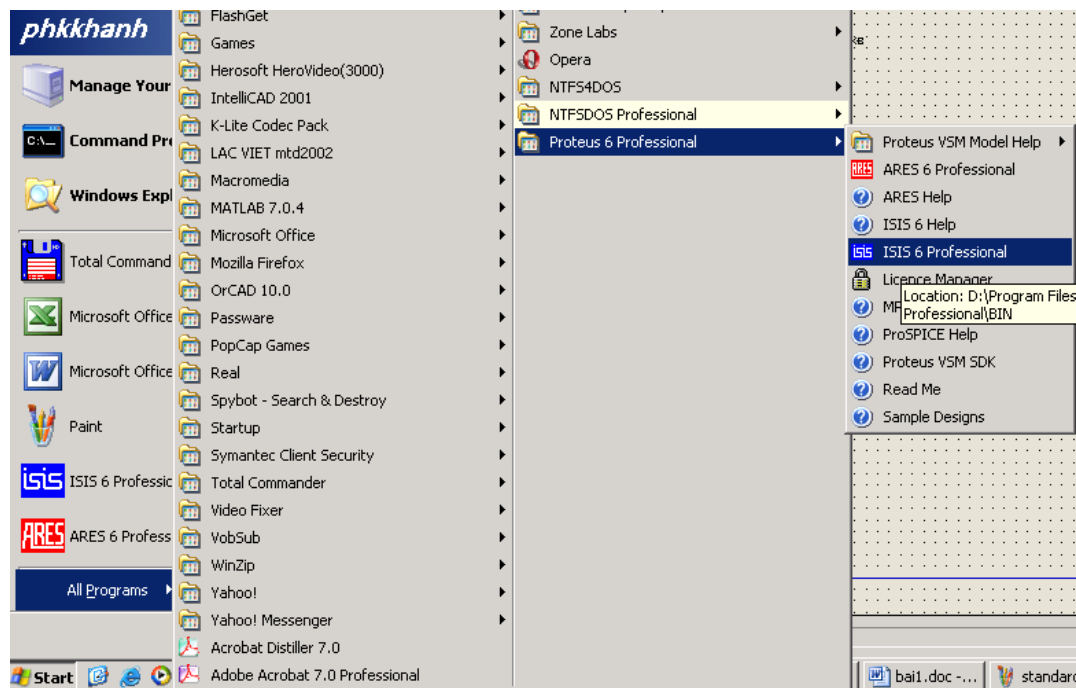 phkkhanh
Manage Your
Command Pr
Windows Expl
Total Command
Microsoft Office
Microsoft Office
Paint
ISIS 6 Professic
ARES 6 Profess
All Programs
FlashGet
Games
Herosoft HeroVideo(3000)
IntelliCAD 2001
K-Lite Codec Pack
LAC VIET mtd2002
Macromedia
MATLAB 7.0.4
Microsoft Office
Mozilla Firefox
OrCAD 10.0
Passware
PopCap Games
Real
Spybot - Search & Destroy
Startup
Symantec Client Security
Total Commander
Video Fixer
VobSub
WinZip
Yahoo!
Yahoo! Messenger
Acrobat Distiller 7.0
Adobe Acrobat 7.0 Professional
Zone Labs
Opera
NTFS4DOS
NTFSDOS Professional
Proteus 6 Professional
Proteus VSM Model Help
ARES 6 Professional
ARES Help
ISIS 6 Help
ISIS 6 Professional
Licence Manager
Location: D:\Program Files
Professional\BIN
ProSPICE Help
Proteus VSM SDK
Read Me
Sample Designs
Start
bai1.doc -...
standard